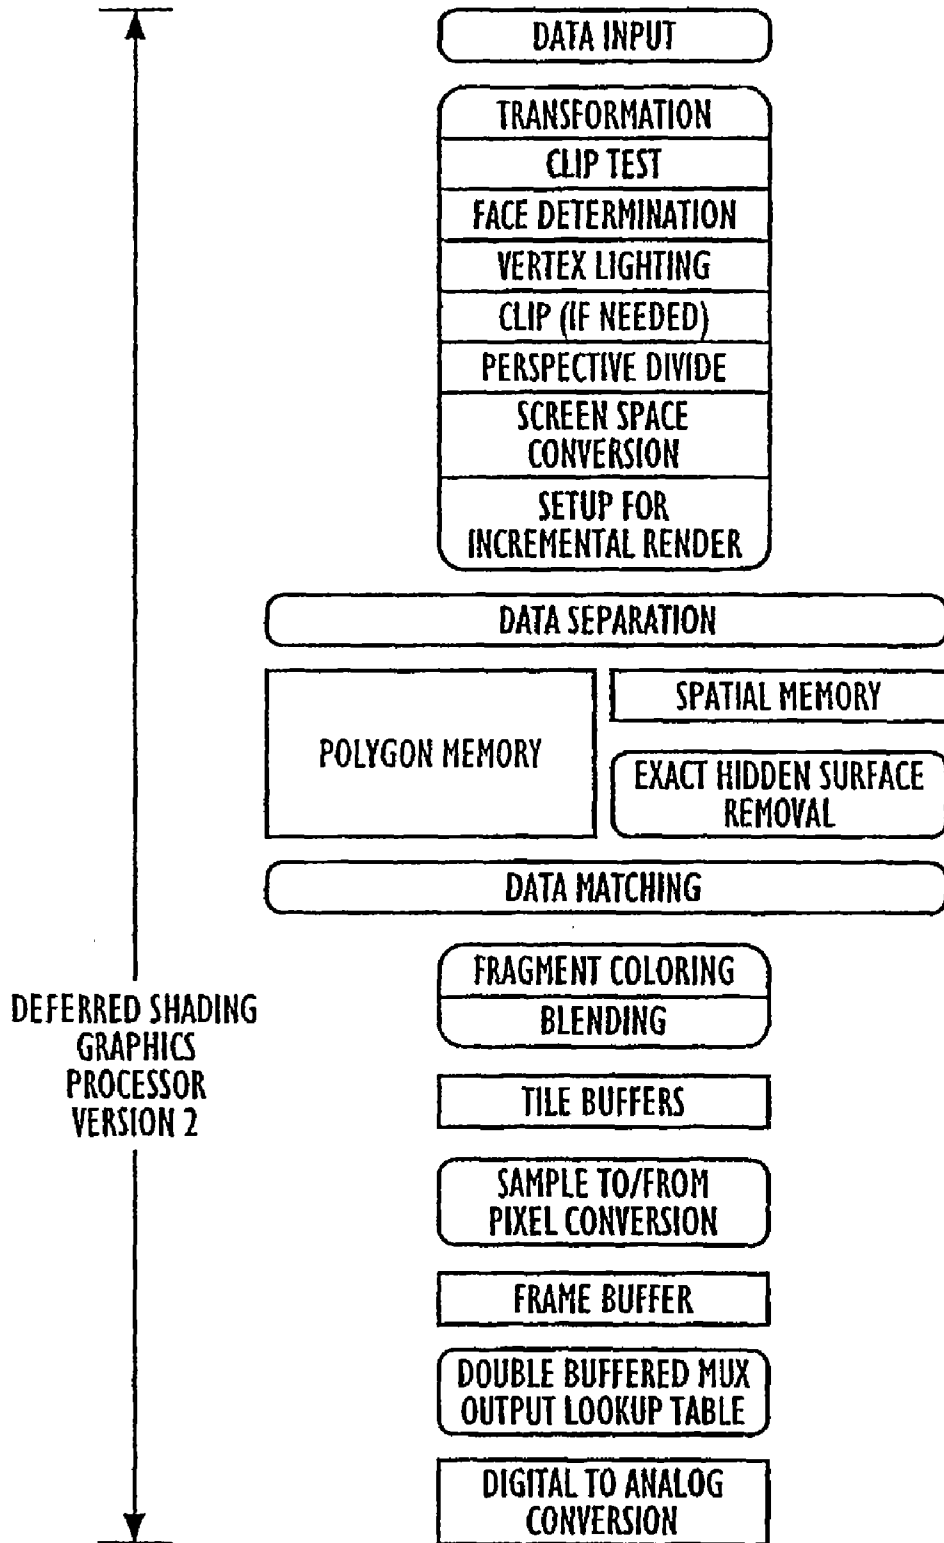 DATA INPUT
TRANSFORMATION
CLIP TEST
FACE DETERMINATION
VERTEX LIGHTING
CLIP (IF NEEDED)
PERSPECTIVE DIVIDE
SCREEN SPACE
CONVERSION
SETUP FOR
INCREMENTAL RENDER
DATA SEPARATION
POLYGON MEMORY
SPATIAL MEMORY
EXACT HIDDEN SURFACE
REMOVAL
DATA MATCHING
FRAGMENT COLORING
BLENDING
DEFERRED SHADING
GRAPHICS
PROCESSOR
VERSION 2
TILE BUFFERS
SAMPLE TO/FROM
PIXEL CONVERSION
FRAME BUFFER
DOUBLE BUFFERED MUX
OUTPUT LOOKUP TABLE
DIGITAL TO ANALOG
CONVERSION